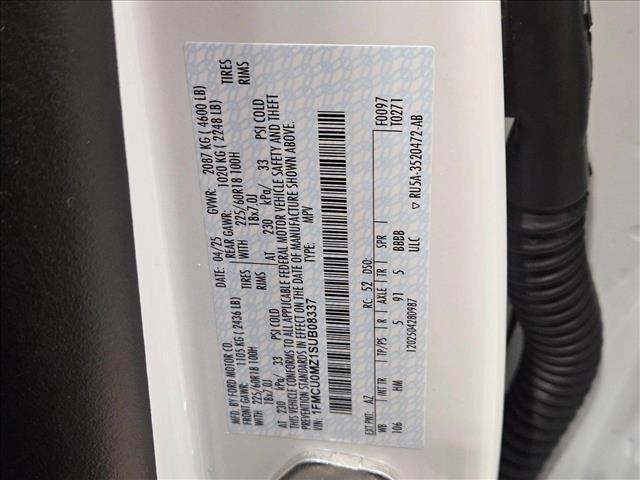 MFD. BY FORD MOTOR CO.
DATE: 04/25 GVWR: 2087 KG ( 4600 LB)
FRONT GAWR: 1105 KG ( 2436 LB) REAR GAWR: 1020 KG ( 2248 LB)
WITH 225/60R18 100H TIRES WITH 225/60R18 100H TIRES
18x7.0J RIMS 18x7.0J RIMS
AT 230 kPa/ 33 PSI COLD AT 230 kPa/ 33 PSI COLD
THIS VEHICLE CONFORMS TO ALL APPLICABLE FEDERAL MOTOR VEHICLE SAFETY AND THEFT
PREVENTION STANDARDS IN EFFECT ON THE DATE OF MANUFACTURE SHOWN ABOVE.
VIN: 1FMCU0MZ1SUB08337 TYPE: MPV
F0097
T0271
EXT PNT: AZ RC: 52 DSO:
WB INT TR TP/PS R AXLE TR SPR
106 HM 5 91 5 BBBB
ULC
▽ RU5A-3520472-AB